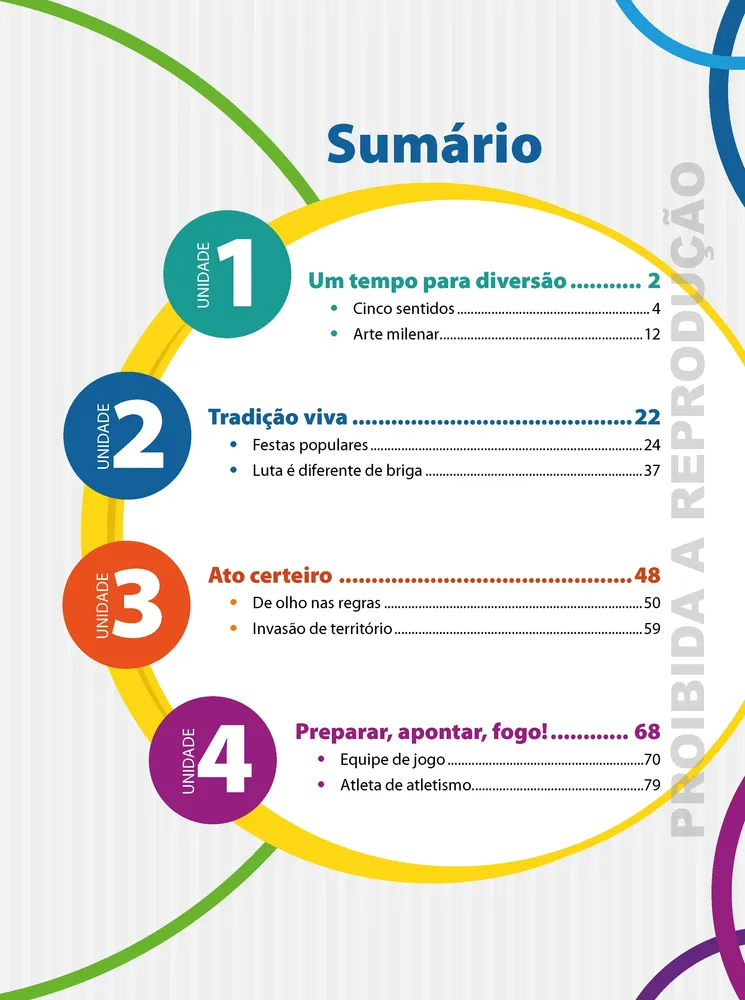 Sumário
UNIDADE 1
Um tempo para diversão........... 2
• Cinco sentidos.................................................4
• Arte milenar....................................................12
UNIDADE 2
Tradição viva ...........................................22
• Festas populares......................................................................24
• Luta é diferente de briga........................................................37
UNIDADE 3
Ato certeiro .............................................48
• De olho nas regras ..................................................................50
• Invasão de território................................................................59
UNIDADE 4
Preparar, apontar, fogo!............ 68
• Equipe de jogo..................................................70
• Atleta de atletismo............................................79
PROIBIDA A REPRODUÇÃO